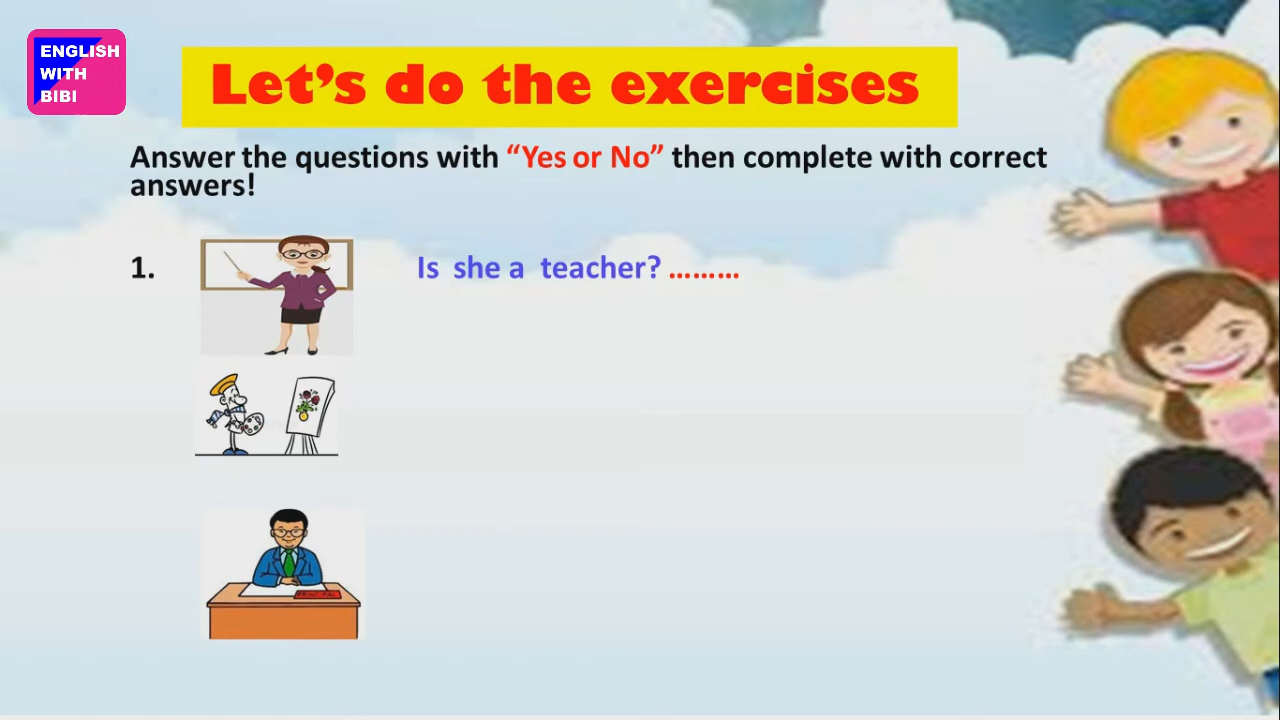 ENGLISH
WITH
BIBI
Let's do the exercises
Answer the questions with “Yes or No” then complete with correct
answers!
1. Is she a teacher? .........